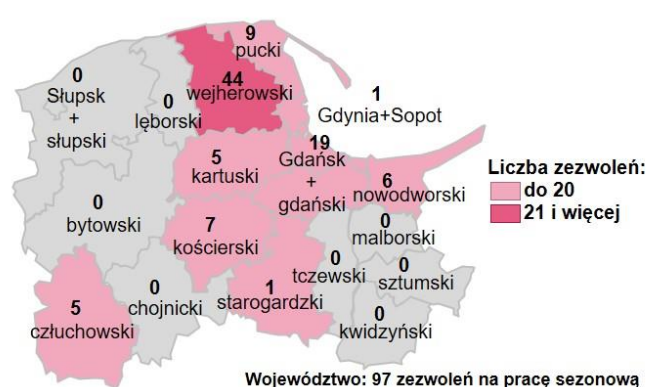 9
pucki
44
wejherowski
0
Słupsk
+
słupski
0
lęborski
1
Gdynia+Sopot
5
kartuski
19
Gdańsk
+
gdański
6
nowodworski
Liczba zezwoleń:
do 20
21 i więcej
0
bytowski
7
kościerski
0
malborski
0
tczewski
0
sztumski
5
człuchowski
0
chojnicki
1
starogardzki
0
kwidzyński
Województwo: 97 zezwoleń na pracę sezonową